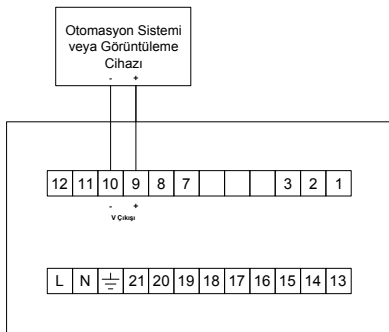 Otomasyon Sistemi
veya Görüntüleme
Cihazı
- +
12 11 10 9 8 7 3 2 1
- +
V Çıkışı
L N 21 20 19 18 17 16 15 14 13